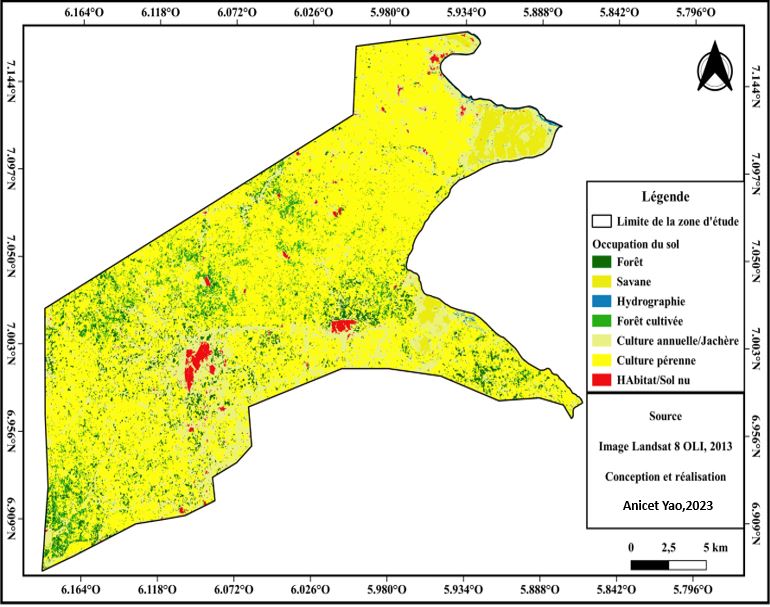 6.164°O 6.118°O 6.072°O 6.026°O 5.980°O 5.934°O 5.888°O 5.842°O 5.796°O
7.144°N
7.097°N
7.050°N
7.003°N
6.956°N
6.909°N
7.144°N
7.097°N
7.050°N
7.003°N
6.956°N
6.909°N
Légende
Limite de la zone d'étude
Occupation du sol
Forêt
Savane
Hydrographie
Forêt cultivée
Culture annuelle/Jachère
Culture pérenne
HAbitat/Sol nu
Source
Image Landsat 8 OLI, 2013
Conception et réalisation
Anicet Yao,2023
0 2,5 5 km
6.164°O 6.118°O 6.072°O 6.026°O 5.980°O 5.934°O 5.888°O 5.842°O 5.796°O